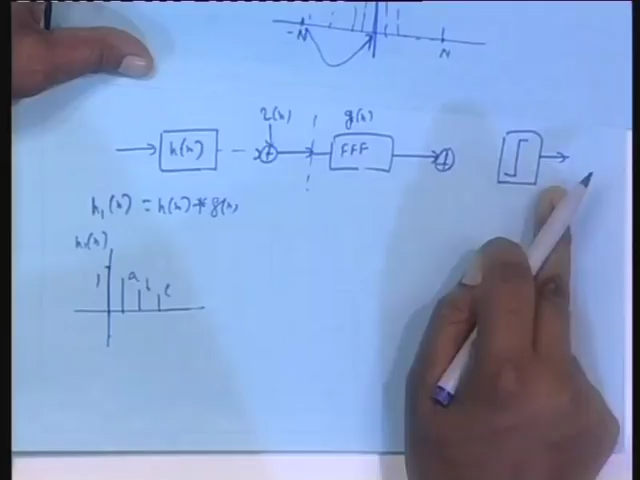 -N N
η(n) g(n)
h(n) + FFF +
h₁(n) = h(n) * g(n)
h₁(n)
1 a b c